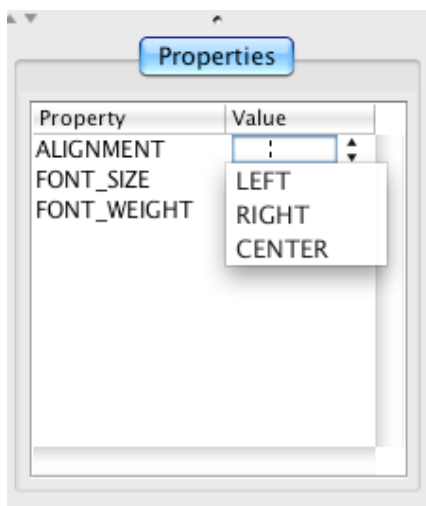 Properties
Property Value
ALIGNMENT
FONT_SIZE LEFT
FONT_WEIGHT RIGHT
CENTER